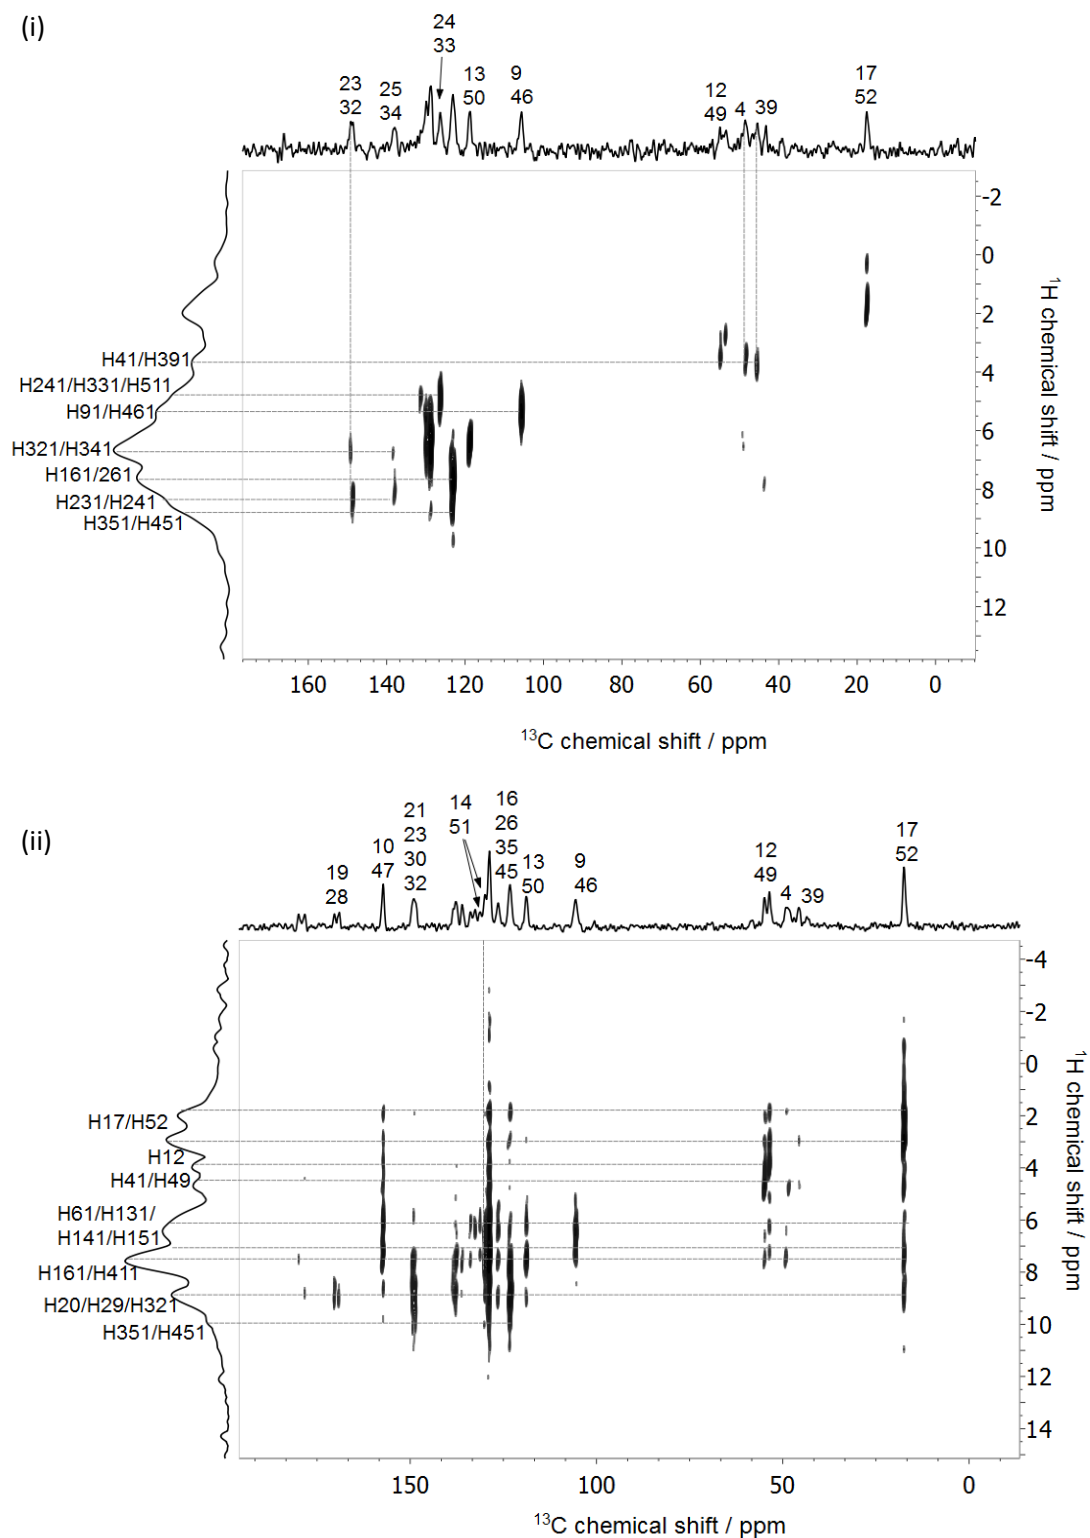 (i)
24
33
23
32
25
34
13
50
9
46
12
49
4
39
17
52
H41/H391
H241/H331/H511
H91/H461
H321/H341
H161/261
H231/H241
H351/H451
-2
0
2
4
6
8
10
12
1H chemical shift / ppm
160 140 120 100 80 60 40 20 0
13C chemical shift / ppm
(ii)
19
28
10
47
21
23
30
32
14
51
16
26
35
45
13
50
9
46
12
49
4
39
17
52
H17/H52
H12
H41/H49
H61/H131/
H141/H151
H161/H411
H20/H29/H321
H351/H451
-4
-2
0
2
4
6
8
10
12
14
1H chemical shift / ppm
150 100 50 0
13C chemical shift / ppm